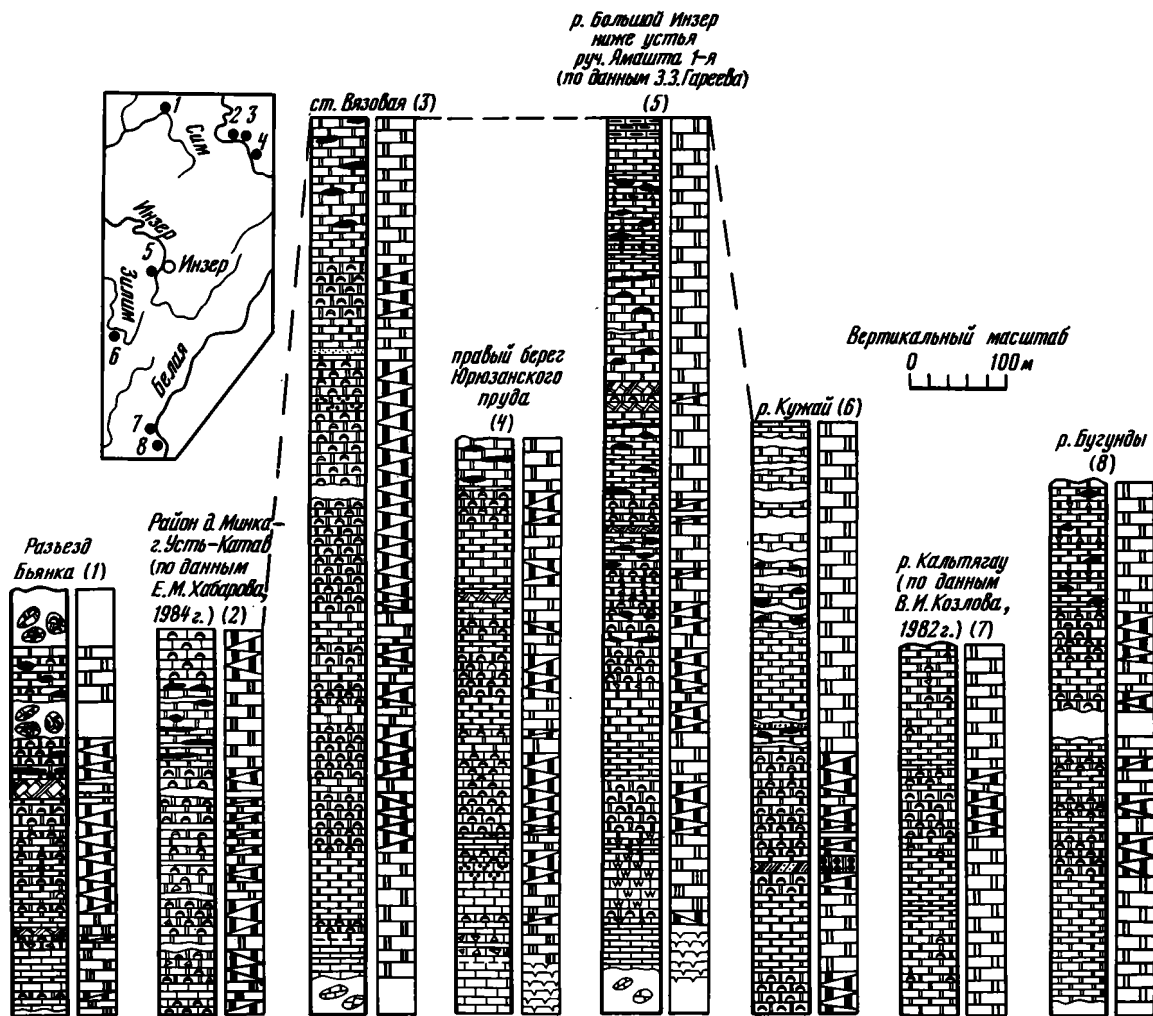 р. Большой Инзер
ниже устья
руч. Амашта 1-я
(по данным З.З. Гареева)
(5)
ст. Вязовая (3)
1
2
3
4
Сим
Инзер
5
Инзер
Зилим
6
Белая
7
8
правый берег
Юрюзанского
пруда
(4)
Вертикальный масштаб
0
100 м
р. Кужай (6)
р. Бугунды
(8)
Разъезд
Бьянка (1)
Район д. Минка-
г. Усть-Катав
(по данным
Е. М. Хабарова,
1984 г.) (2)
р. Кальтягау
(по данным
В. И. Козлова,
1982 г.) (7)